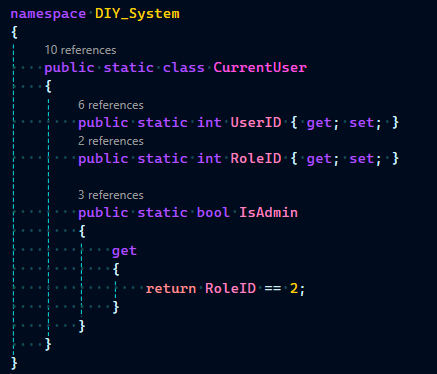 namespace DIY_System
{
10 references
public static class CurrentUser
{
6 references
public static int UserID { get; set; }
2 references
public static int RoleID { get; set; }
3 references
public static bool IsAdmin
{
get
{
return RoleID == 2;
}
}
}
}